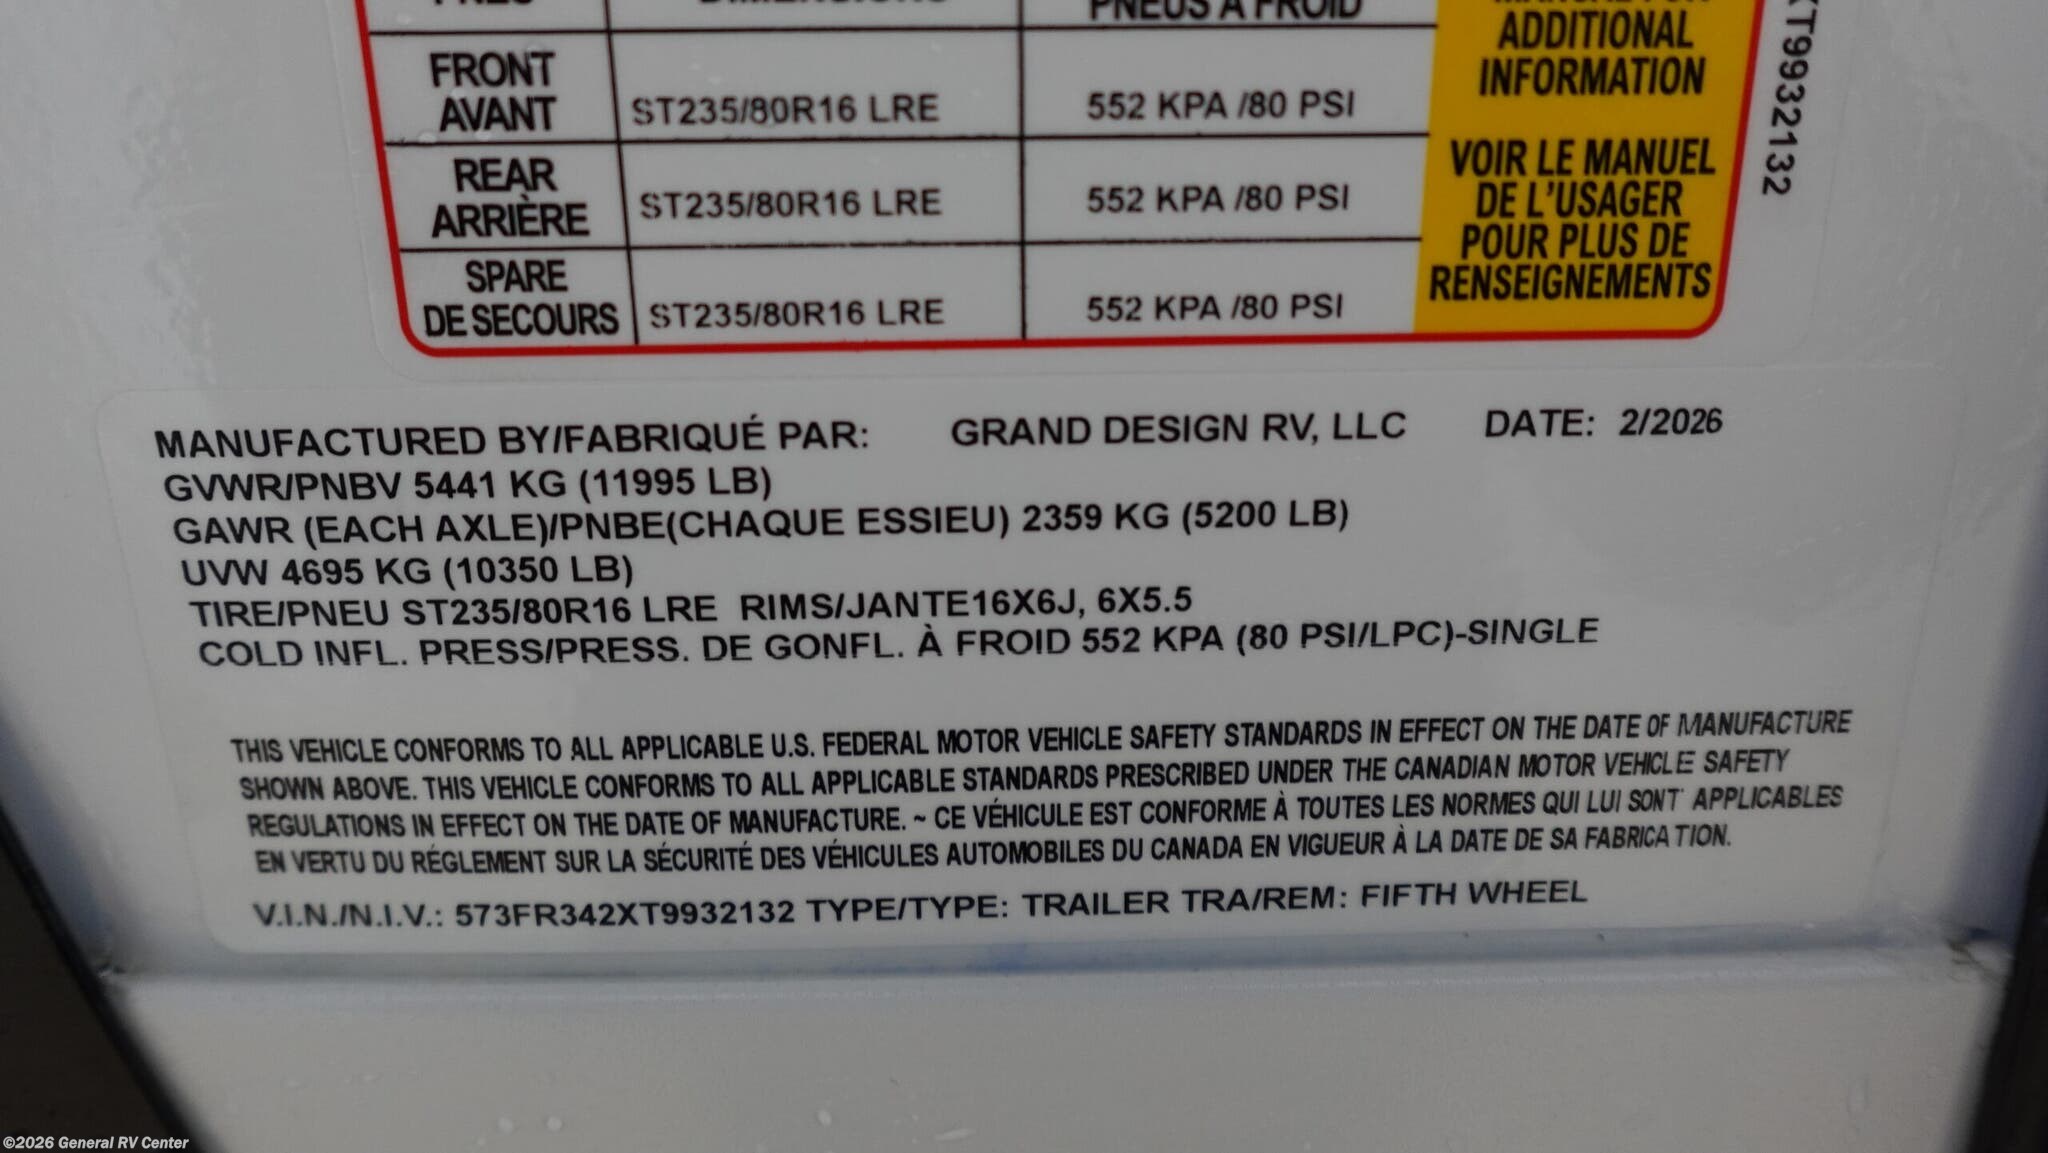 PNEUS À FROID
ADDITIONAL
INFORMATION
FRONT
AVANT
ST235/80R16 LRE
552 KPA /80 PSI
REAR
ARRIÈRE
ST235/80R16 LRE
552 KPA /80 PSI
SPARE
DE SECOURS
ST235/80R16 LRE
552 KPA /80 PSI
VOIR LE MANUEL
DE L'USAGER
POUR PLUS DE
RENSEIGNEMENTS
XT9932132
MANUFACTURED BY/FABRIQUÉ PAR: GRAND DESIGN RV, LLC DATE: 2/2026
GVWR/PNBV 5441 KG (11995 LB)
GAWR (EACH AXLE)/PNBE(CHAQUE ESSIEU) 2359 KG (5200 LB)
UVW 4695 KG (10350 LB)
TIRE/PNEU ST235/80R16 LRE RIMS/JANTE16X6J, 6X5.5
COLD INFL. PRESS/PRESS. DE GONFL. À FROID 552 KPA (80 PSI/LPC)-SINGLE
THIS VEHICLE CONFORMS TO ALL APPLICABLE U.S. FEDERAL MOTOR VEHICLE SAFETY STANDARDS IN EFFECT ON THE DATE OF MANUFACTURE
SHOWN ABOVE. THIS VEHICLE CONFORMS TO ALL APPLICABLE STANDARDS PRESCRIBED UNDER THE CANADIAN MOTOR VEHICLE SAFETY
REGULATIONS IN EFFECT ON THE DATE OF MANUFACTURE. ~ CE VÉHICULE EST CONFORME À TOUTES LES NORMES QUI LUI SONT APPLICABLES
EN VERTU DU RÉGLEMENT SUR LA SÉCURITÉ DES VÉHICULES AUTOMOBILES DU CANADA EN VIGUEUR À LA DATE DE SA FABRICATION.
V.I.N./N.I.V.: 573FR342XT9932132 TYPE/TYPE: TRAILER TRA/REM: FIFTH WHEEL
©2026 General RV Center